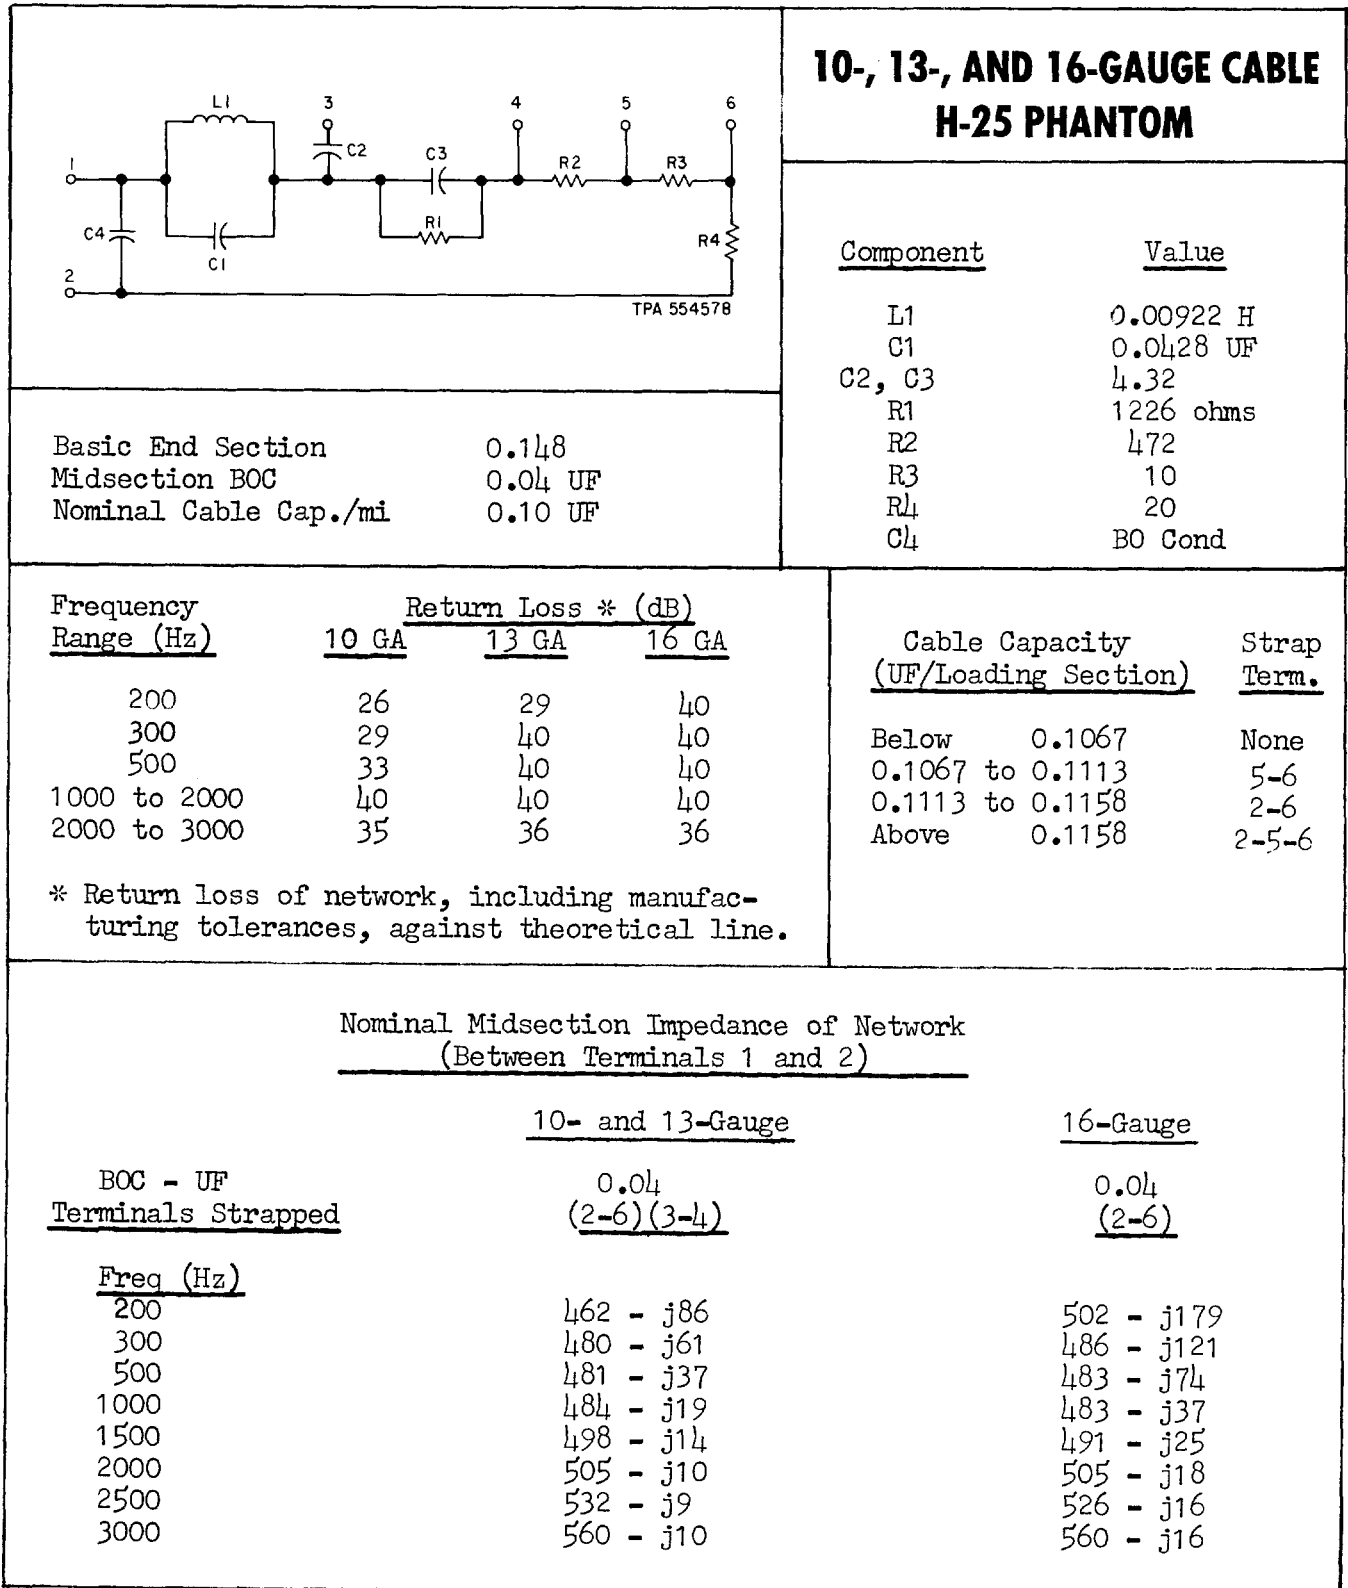 10-, 13-, AND 16-GAUGE CABLE
H-25 PHANTOM
L1
3
4
5
6
C2
C3
R2
R3
1
C4
C1
R1
R4
2
TPA 554578
Component Value
L1 0.00922 H
C1 0.0428 UF
C2, C3 4.32
R1 1226 ohms
R2 472
R3 10
R4 20
C4 BO Cond
Basic End Section 0.148
Midsection BOC 0.04 UF
Nominal Cable Cap./mi 0.10 UF
Frequency Return Loss * (dB)
Range (Hz) 10 GA 13 GA 16 GA
200 26 29 40
300 29 40 40
500 33 40 40
1000 to 2000 40 40 40
2000 to 3000 35 36 36
* Return loss of network, including manufac-
turing tolerances, against theoretical line.
Cable Capacity Strap
(UF/Loading Section) Term.
Below 0.1067 None
0.1067 to 0.1113 5-6
0.1113 to 0.1158 2-6
Above 0.1158 2-5-6
Nominal Midsection Impedance of Network
(Between Terminals 1 and 2)
10- and 13-Gauge 16-Gauge
BOC - UF 0.04 0.04
Terminals Strapped (2-6)(3-4) (2-6)
Freq (Hz)
200 462 - j86 502 - j179
300 480 - j61 486 - j121
500 481 - j37 483 - j74
1000 484 - j19 483 - j37
1500 498 - j14 491 - j25
2000 505 - j10 505 - j18
2500 532 - j9 526 - j16
3000 560 - j10 560 - j16